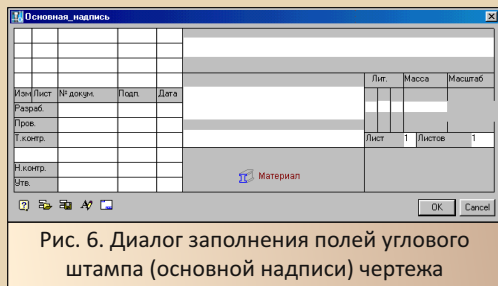 Основная_надпись
Лит. Масса Масштаб
Изм Лист № докум. Подп. Дата
Разраб.
Пров.
Т.контр. Лист 1 Листов 1
Н.контр. Материал
Утв.
OK Cancel
Рис. 6. Диалог заполнения полей углового
штампа (основной надписи) чертежа